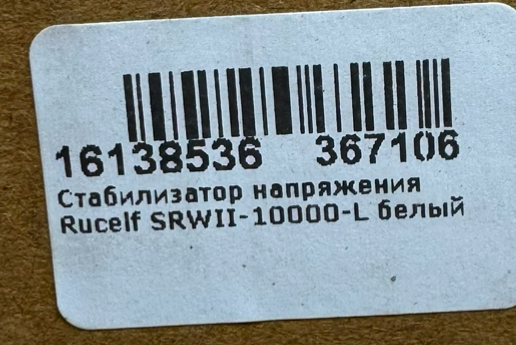 16138536 367106
Стабилизатор напряжения
Rucelf SRWII-10000-L белый